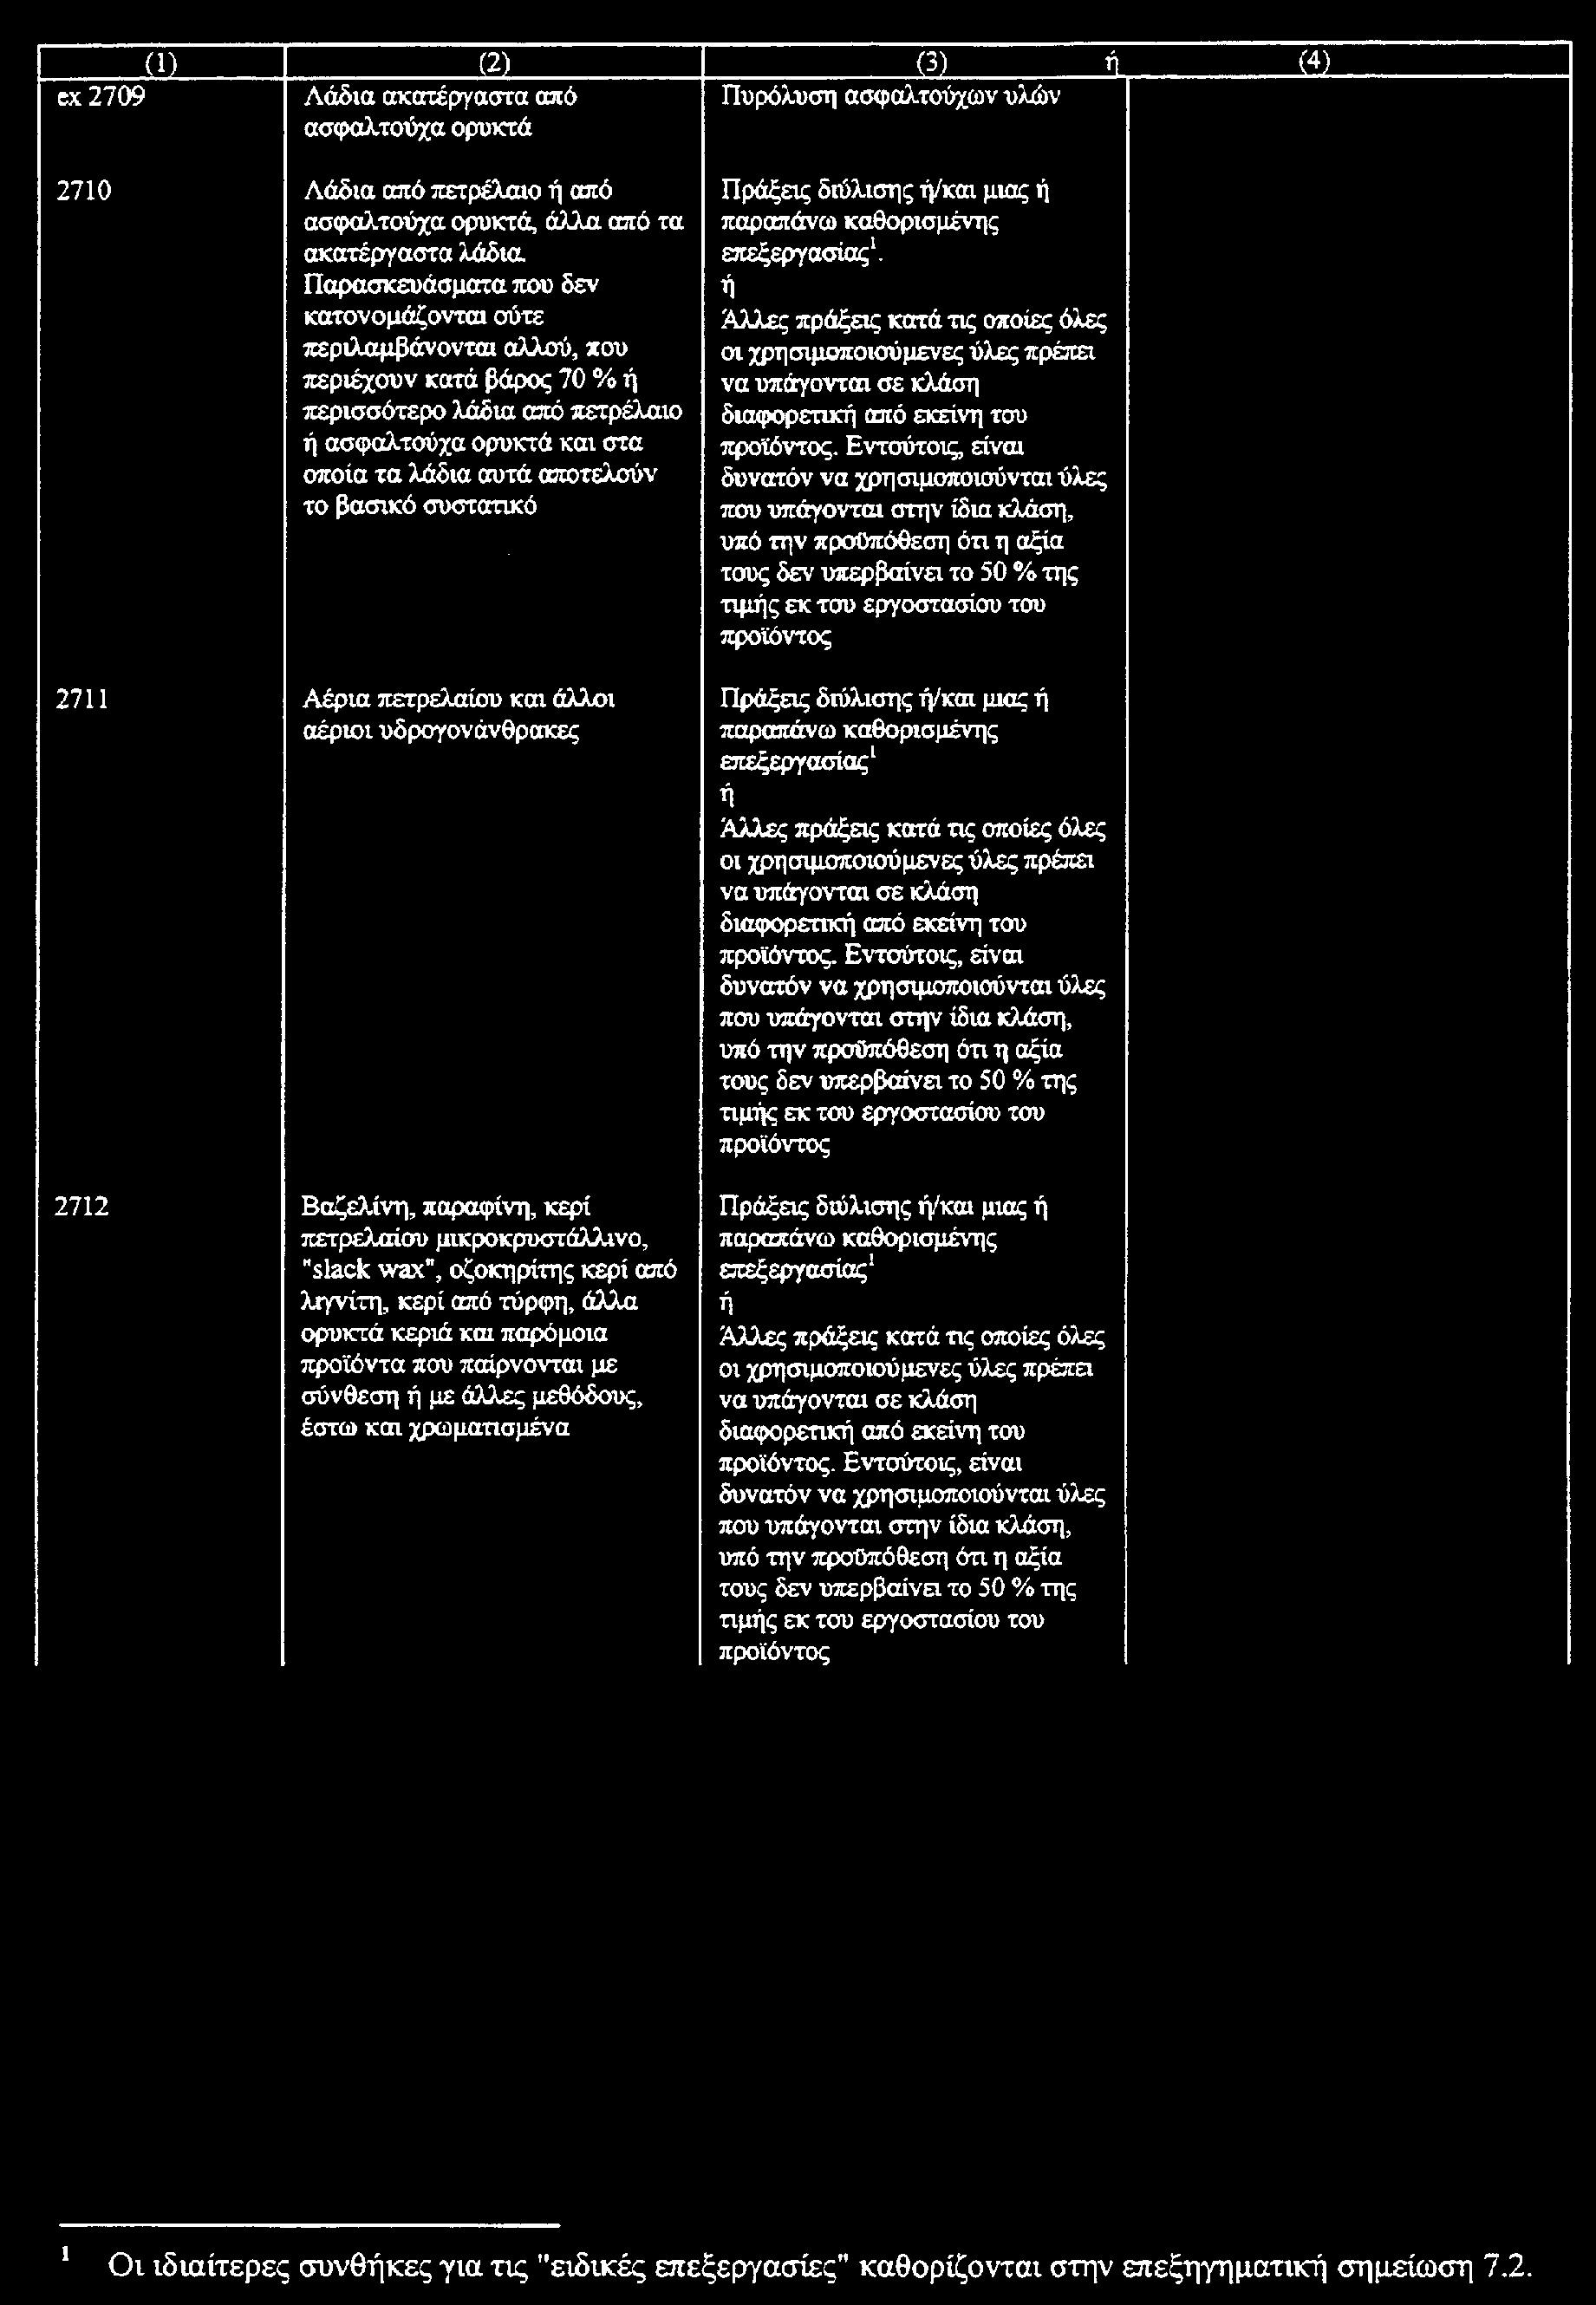 (1) (2) (3) ή (4)
ex 2709
Λάδια ακατέργαστα από
ασφαλτούχα ορυκτά
Πυρόλυση ασφαλτούχων υλών
2710
Λάδια από πετρέλαιο ή από
ασφαλτούχα ορυκτά, άλλα από τα
ακατέργαστα λάδια.
Παρασκευάσματα που δεν
κατονομάζονται ούτε
περιλαμβάνονται αλλού, που
περιέχουν κατά βάρος 70 % ή
περισσότερο λάδια από πετρέλαιο
ή ασφαλτούχα ορυκτά και στα
οποία τα λάδια αυτά αποτελούν
το βασικό συστατικό
Πράξεις διύλισης ή/και μιας ή
παραπάνω καθορισμένης
επεξεργασίας¹.
ή
Άλλες πράξεις κατά τις οποίες όλες
οι χρησιμοποιούμενες ύλες πρέπει
να υπάγονται σε κλάση
διαφορετική από εκείνη του
προϊόντος. Εντούτοις, είναι
δυνατόν να χρησιμοποιούνται ύλες
που υπάγονται στην ίδια κλάση,
υπό την προϋπόθεση ότι η αξία
τους δεν υπερβαίνει το 50 % της
τιμής εκ του εργοστασίου του
προϊόντος
2711
Αέρια πετρελαίου και άλλοι
αέριοι υδρογονάνθρακες
Πράξεις διύλισης ή/και μιας ή
παραπάνω καθορισμένης
επεξεργασίας¹
ή
Άλλες πράξεις κατά τις οποίες όλες
οι χρησιμοποιούμενες ύλες πρέπει
να υπάγονται σε κλάση
διαφορετική από εκείνη του
προϊόντος. Εντούτοις, είναι
δυνατόν να χρησιμοποιούνται ύλες
που υπάγονται στην ίδια κλάση,
υπό την προϋπόθεση ότι η αξία
τους δεν υπερβαίνει το 50 % της
τιμής εκ του εργοστασίου του
προϊόντος
2712
Βαζελίνη, παραφίνη, κερί
πετρελαίου μικροκρυστάλλινο,
"slack wax", οζοκηρίτης κερί από
λιγνίτη, κερί από τύρφη, άλλα
ορυκτά κεριά και παρόμοια
προϊόντα που παίρνονται με
σύνθεση ή με άλλες μεθόδους,
έστω και χρωματισμένα
Πράξεις διύλισης ή/και μιας ή
παραπάνω καθορισμένης
επεξεργασίας¹
ή
Άλλες πράξεις κατά τις οποίες όλες
οι χρησιμοποιούμενες ύλες πρέπει
να υπάγονται σε κλάση
διαφορετική από εκείνη του
προϊόντος. Εντούτοις, είναι
δυνατόν να χρησιμοποιούνται ύλες
που υπάγονται στην ίδια κλάση,
υπό την προϋπόθεση ότι η αξία
τους δεν υπερβαίνει το 50 % της
τιμής εκ του εργοστασίου του
προϊόντος
¹ Οι ιδιαίτερες συνθήκες για τις "ειδικές επεξεργασίες" καθορίζονται στην επεξηγηματική σημείωση 7.2.